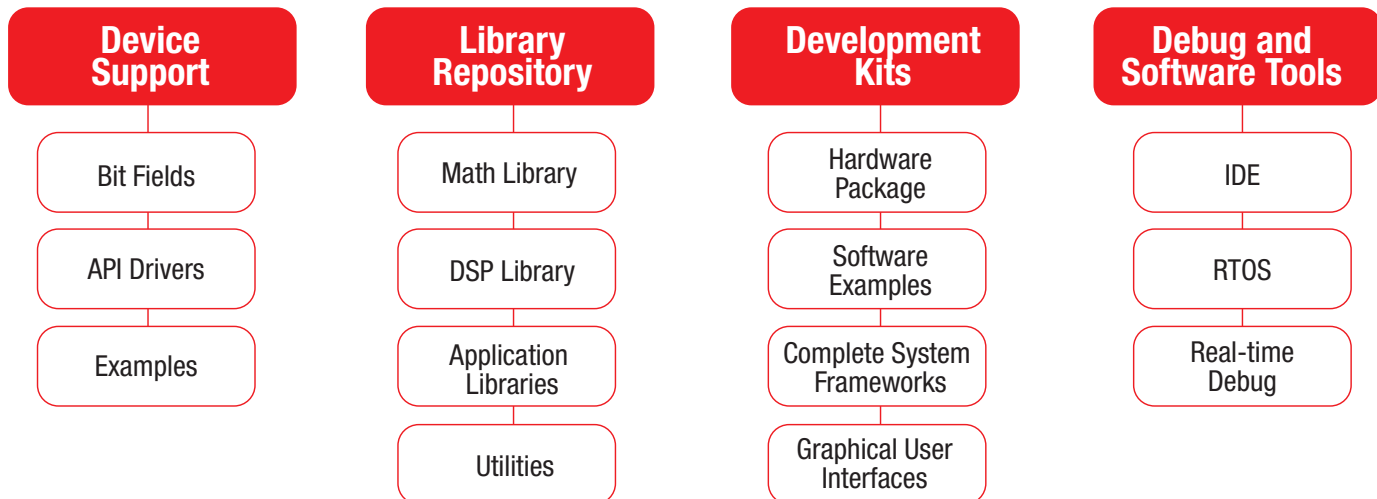 Device
Support
Bit Fields
API Drivers
Examples
Library
Repository
Math Library
DSP Library
Application
Libraries
Utilities
Development
Kits
Hardware
Package
Software
Examples
Complete System
Frameworks
Graphical User
Interfaces
Debug and
Software Tools
IDE
RTOS
Real-time
Debug